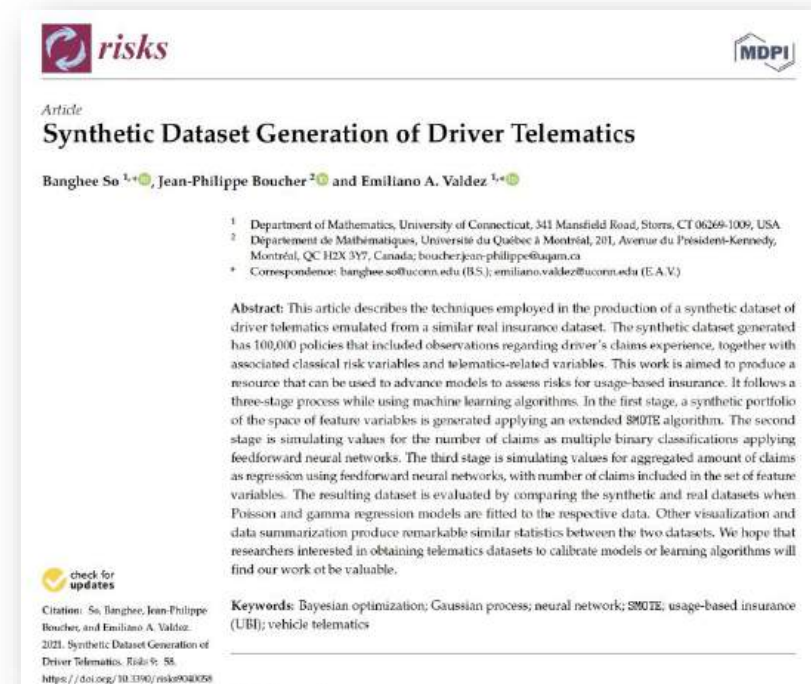 risks
MDPI
Article
Synthetic Dataset Generation of Driver Telematics
Banghee So 1,*, Jean-Philippe Boucher 2 and Emiliano A. Valdez 1,*
1 Department of Mathematics, University of Connecticut, 341 Mansfield Road, Storrs, CT 06269-1009, USA
2 Département de Mathématiques, Université du Québec à Montréal, 201, Avenue du Président-Kennedy,
Montréal, QC H2X 3Y7, Canada; boucher.jean-philippe@uqam.ca
* Correspondence: banghee.so@uconn.edu (B.S.); emiliano.valdez@uconn.edu (E.A.V.)
Abstract: This article describes the techniques employed in the production of a synthetic dataset of
driver telematics emulated from a similar real insurance dataset. The synthetic dataset generated
has 100,000 policies that included observations regarding driver's claims experience, together with
associated classical risk variables and telematics-related variables. This work is aimed to produce a
resource that can be used to advance models to assess risks for usage-based insurance. It follows a
three-stage process while using machine learning algorithms. In the first stage, a synthetic portfolio
of the space of feature variables is generated applying an extended SMOTE algorithm. The second
stage is simulating values for the number of claims as multiple binary classifications applying
feedforward neural networks. The third stage is simulating values for aggregated amount of claims
as regression using feedforward neural networks, with number of claims included in the set of feature
variables. The resulting dataset is evaluated by comparing the synthetic and real datasets when
Poisson and gamma regression models are fitted to the respective data. Other visualization and
data summarization produce remarkable similar statistics between the two datasets. We hope that
researchers interested in obtaining telematics datasets to calibrate models or learning algorithms will
find our work ot be valuable.
Keywords: Bayesian optimization; Gaussian process; neural network; SMOTE; usage-based insurance
(UBI); vehicle telematics
check for
updates
Citation: So, Banghee, Jean-Philippe
Boucher, and Emiliano A. Valdez.
2021. Synthetic Dataset Generation of
Driver Telematics. Risks 9: 58.
https://doi.org/10.3390/risks9040058